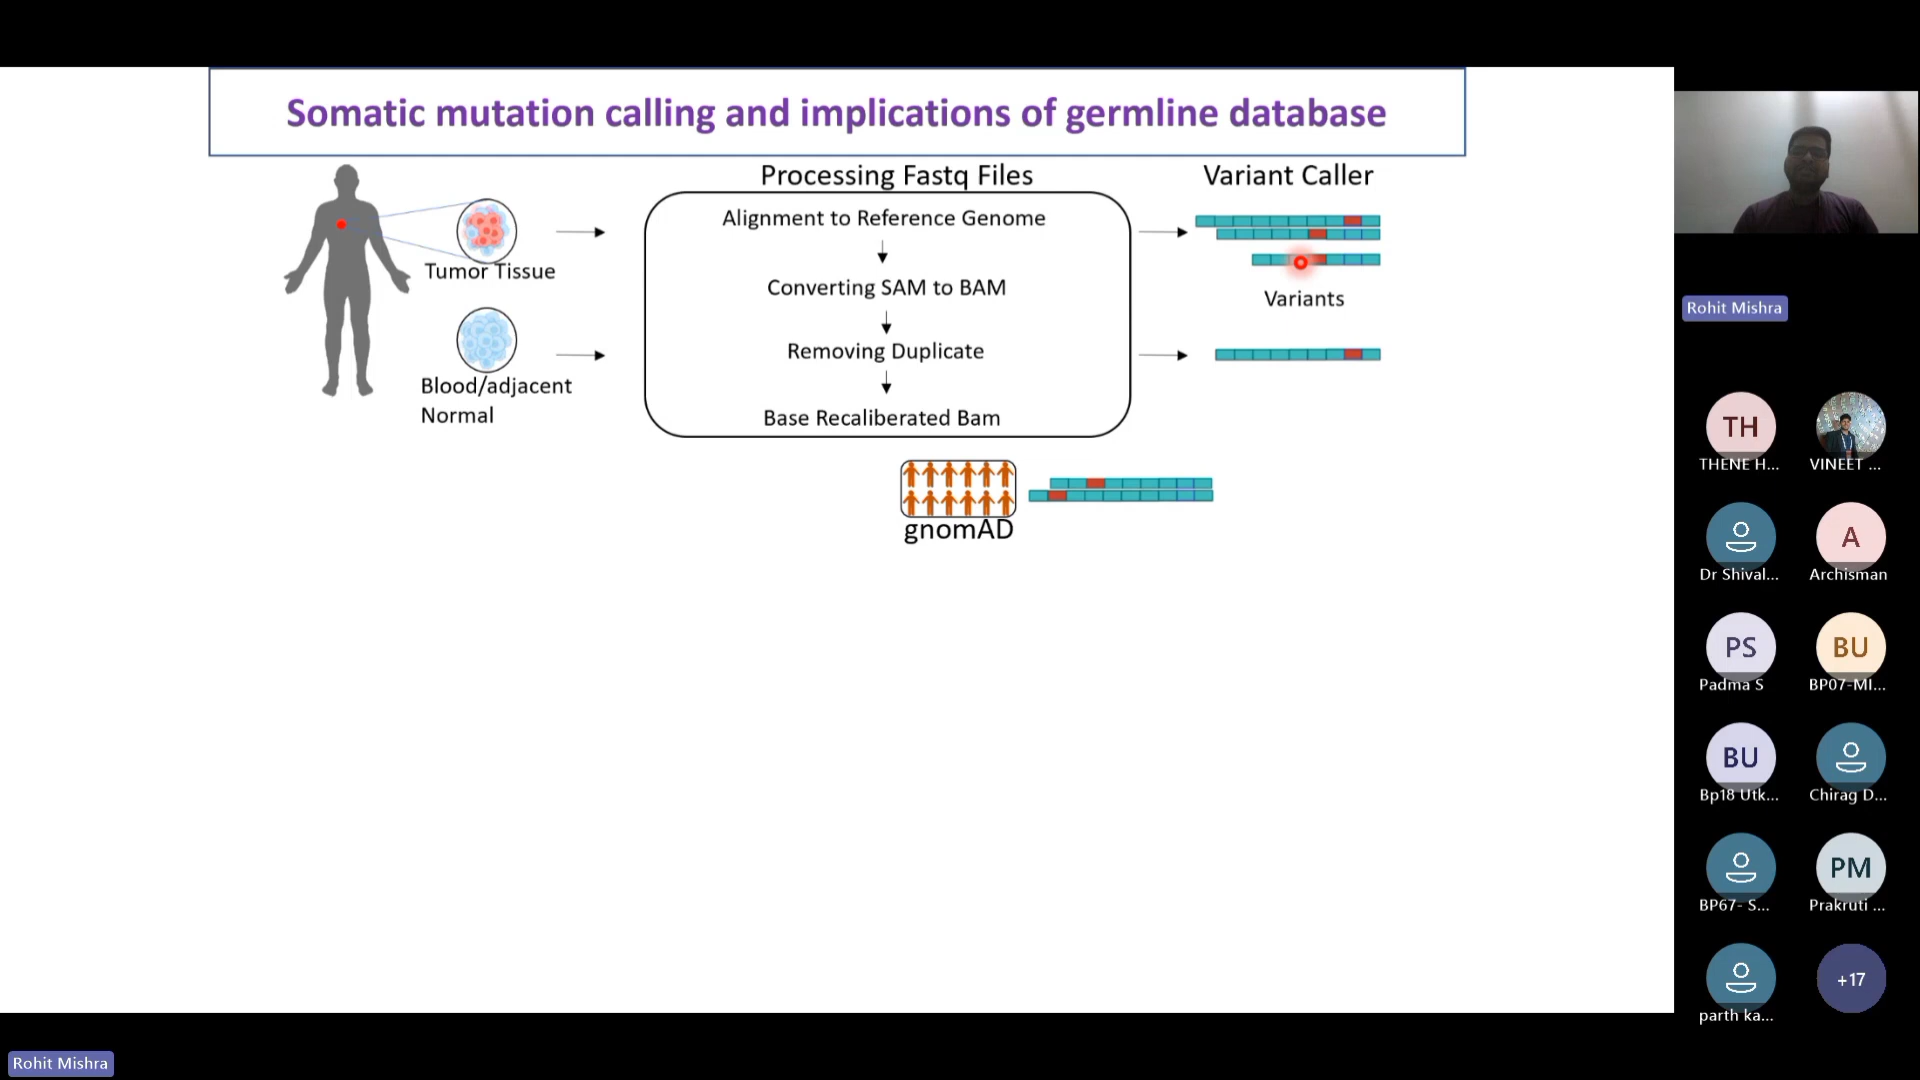 Somatic mutation calling and implications of germline database
Processing Fastq Files
Variant Caller
Alignment to Reference Genome
Converting SAM to BAM
Removing Duplicate
Base Recaliberated Bam
Tumor Tissue
Blood/adjacent
Normal
Variants
gnomAD
Rohit Mishra
TH
THENE H...
VINEET ...
Dr Shival...
A
Archisman
PS
Padma S
BU
BP07-MI...
BU
Bp18 Utk...
Chirag D...
BP67- S...
PM
Prakruti ...
parth ka...
+17
Rohit Mishra